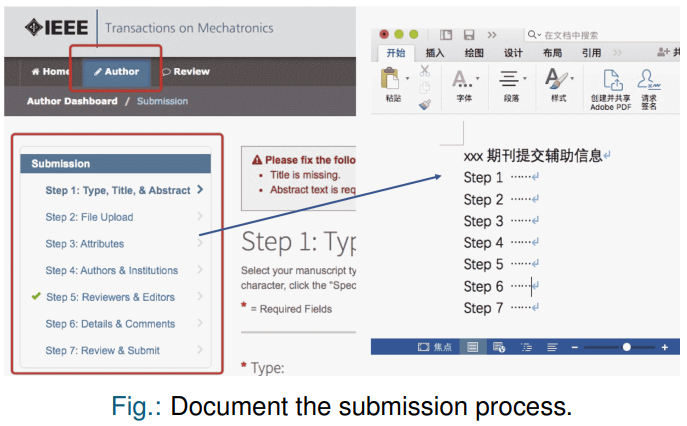 IEEE Transactions on Mechatronics
Home Author Review
Author Dashboard / Submission
Submission
Step 1: Type, Title, & Abstract
Step 2: File Upload
Step 3: Attributes
Step 4: Authors & Institutions
Step 5: Reviewers & Editors
Step 6: Details & Comments
Step 7: Review & Submit
Please fix the follo
Title is missing.
Abstract text is req
Step 1: Typ
Select your manuscript ty
character, click the "Spec
* = Required Fields
* Type:
在文档中搜索
开始 插入 绘图 设计 布局 引用 共
粘贴 字体 段落 样式 创建并共享 Adobe PDF 请求签名
xxx 期刊提交辅助信息
Step 1 ······
Step 2 ······
Step 3 ······
Step 4 ······
Step 5 ······
Step 6 ······
Step 7 ······
焦点
Fig.: Document the submission process.